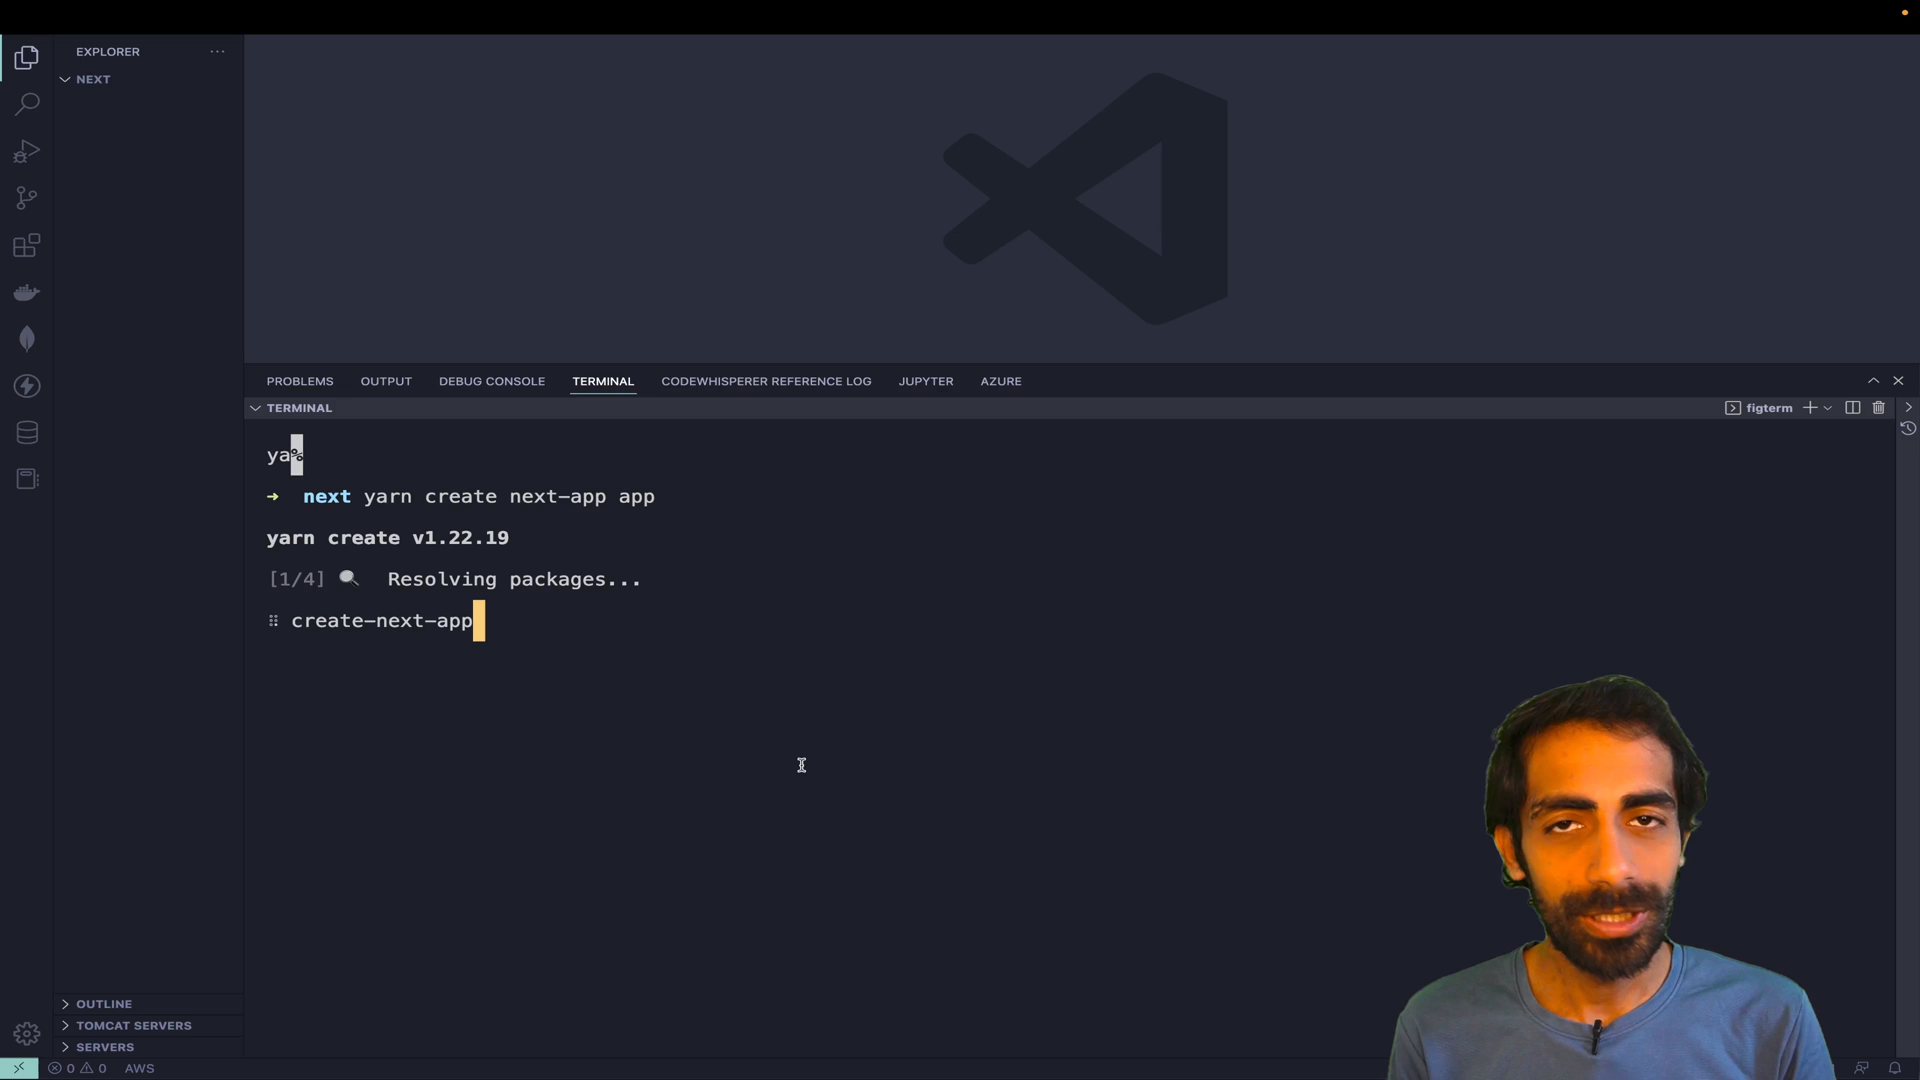 EXPLORER
NEXT
PROBLEMS OUTPUT DEBUG CONSOLE TERMINAL CODEWHISPERER REFERENCE LOG JUPYTER AZURE
TERMINAL figterm
ya%
→ next yarn create next-app app
yarn create v1.22.19
[1/4] 🔍 Resolving packages...
⠿ create-next-app
OUTLINE
TOMCAT SERVERS
SERVERS
0 0 AWS